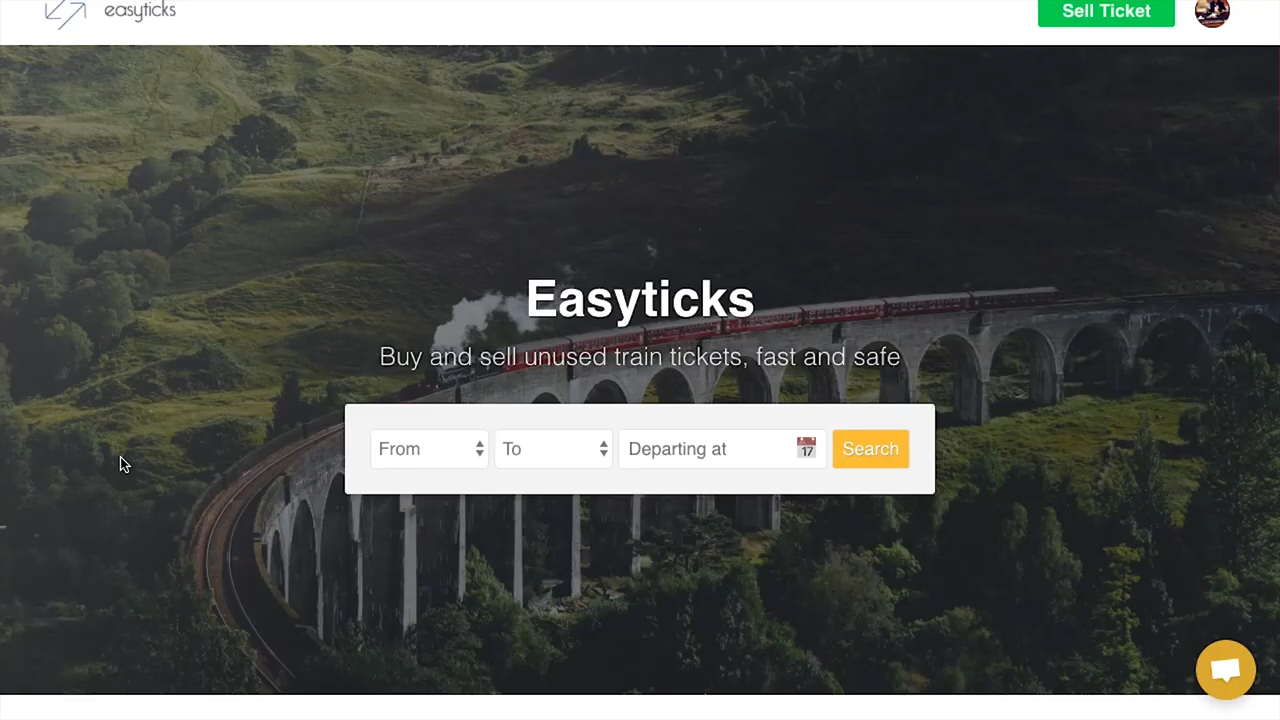 easyticks
Sell Ticket
Easyticks
Buy and sell unused train tickets, fast and safe
From
To
Departing at
17
Search